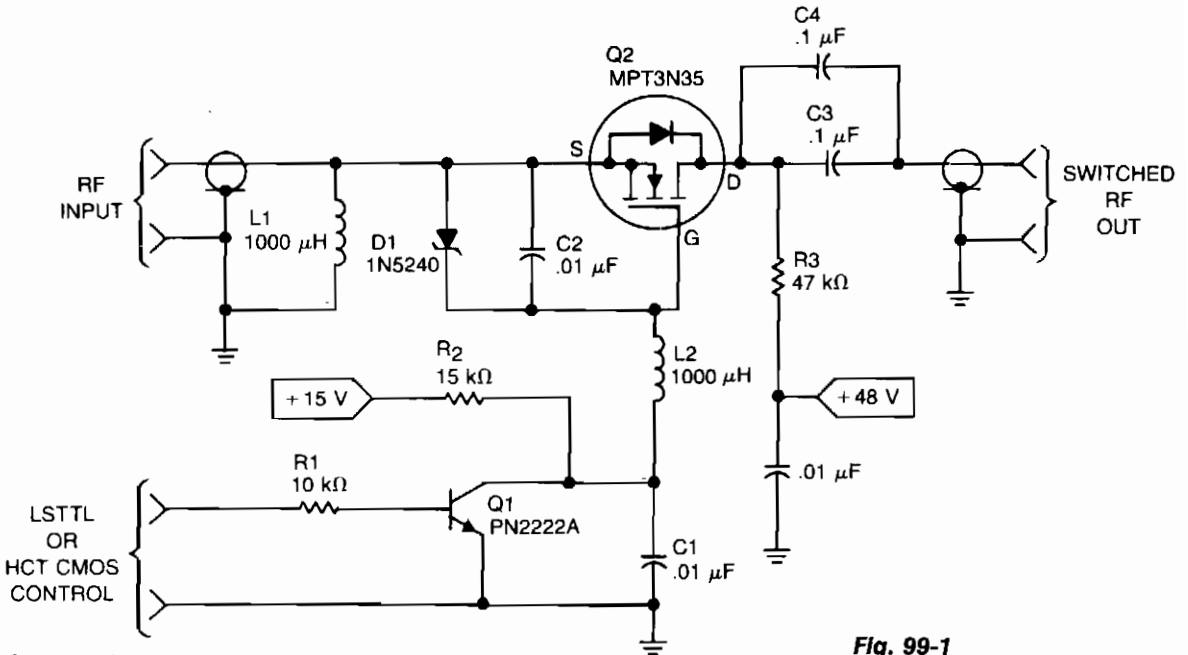 C4
.1 μF
Q2
MPT3N35
C3
.1 μF
S
D
G
RF
INPUT
L1
1000 μH
D1
1N5240
C2
.01 μF
R3
47 kΩ
SWITCHED
RF
OUT
R2
15 kΩ
L2
1000 μH
+15 V
+48 V
R1
10 kΩ
.01 μF
LSTTL
OR
HCT CMOS
CONTROL
Q1
PN2222A
C1
.01 μF
Fig. 99-1